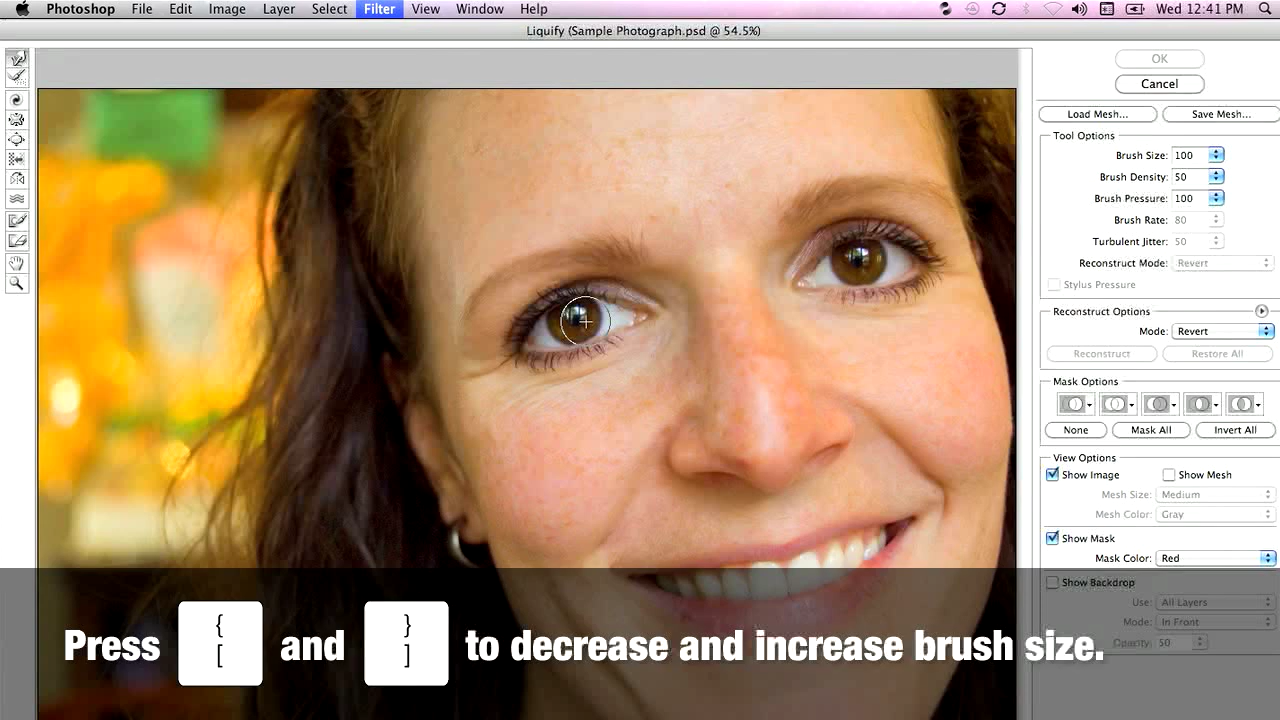 Photoshop File Edit Image Layer Select Filter View Window Help Wed 12:41 PM
Liquify (Sample Photograph.psd @ 54.5%)
OK
Cancel
Load Mesh... Save Mesh...
Tool Options
Brush Size: 100
Brush Density: 50
Brush Pressure: 100
Brush Rate: 80
Turbulent Jitter: 50
Reconstruct Mode: Revert
Stylus Pressure
Reconstruct Options
Mode: Revert
Reconstruct Restore All
Mask Options
None Mask All Invert All
View Options
Show Image Show Mesh
Mesh Size: Medium
Mesh Color: Gray
Show Mask
Mask Color: Red
Show Backdrop
Use: All Layers
Mode: In Front
Opacity: 50
{ }
Press [ and ] to decrease and increase brush size.